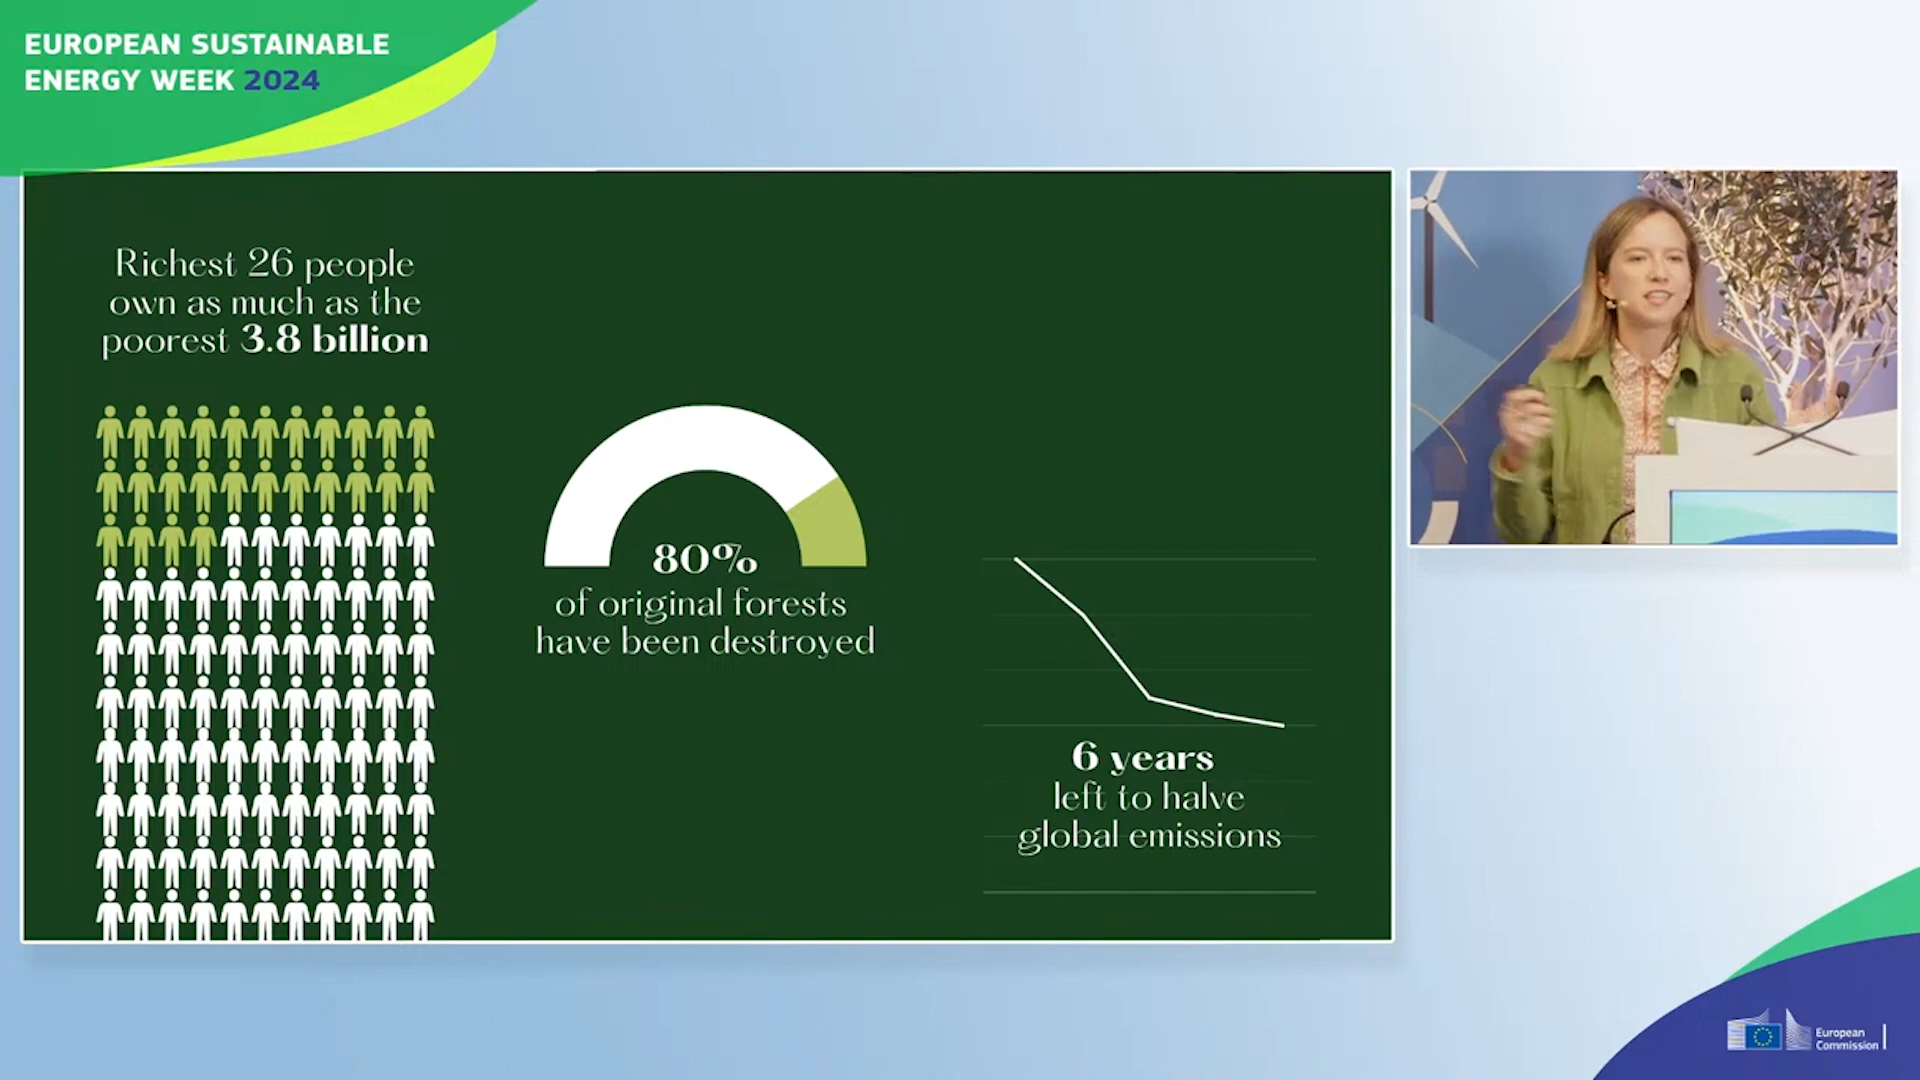 EUROPEAN SUSTAINABLE
ENERGY WEEK 2024
Richest 26 people
own as much as the
poorest 3.8 billion
80%
of original forests
have been destroyed
6 years
left to halve
global emissions
European
Commission